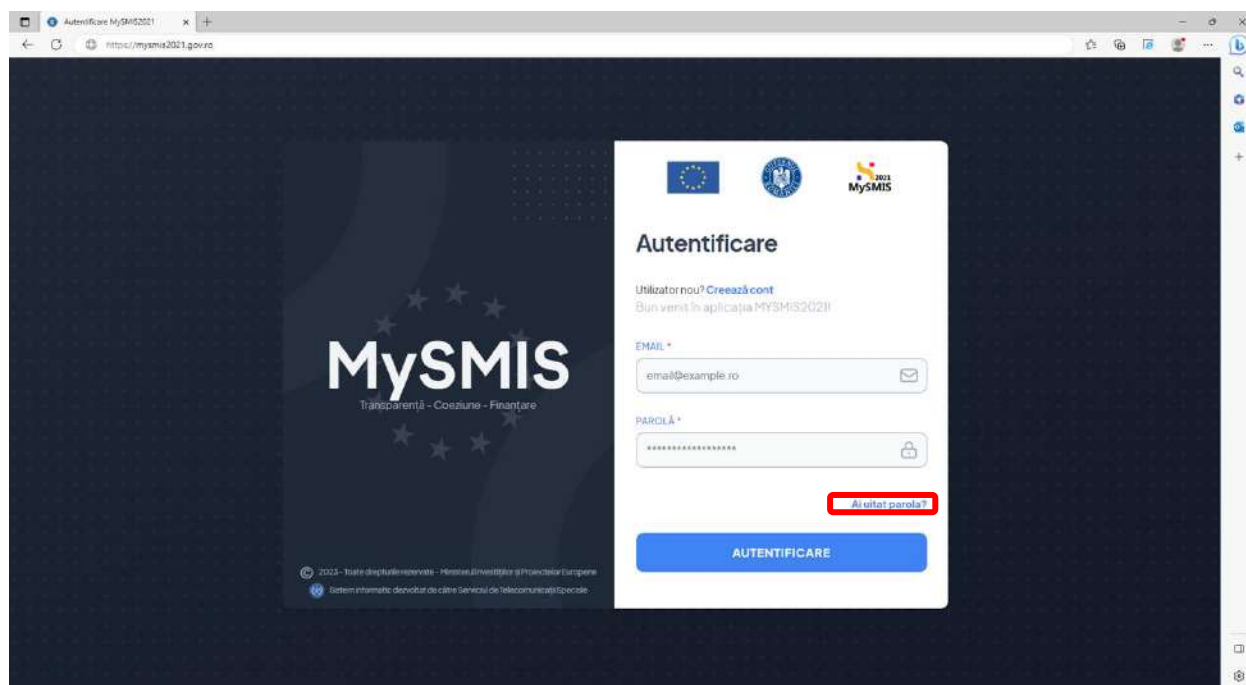 Autentificare MySMIS2021
https://mysmis2021.gov.ro
2021
MySMIS
Autentificare
Utilizator nou? Creează cont
Bun venit în aplicația MYSMIS2021!
EMAIL *
email@example.ro
PAROLĂ *
******************
Ai uitat parola?
AUTENTIFICARE
MySMIS
Transparență - Coeziune - Finanțare
© 2023 - Toate drepturile rezervate - Ministerul Investițiilor și Proiectelor Europene
Sistem informatic dezvoltat de către Serviciul de Telecomunicații Speciale